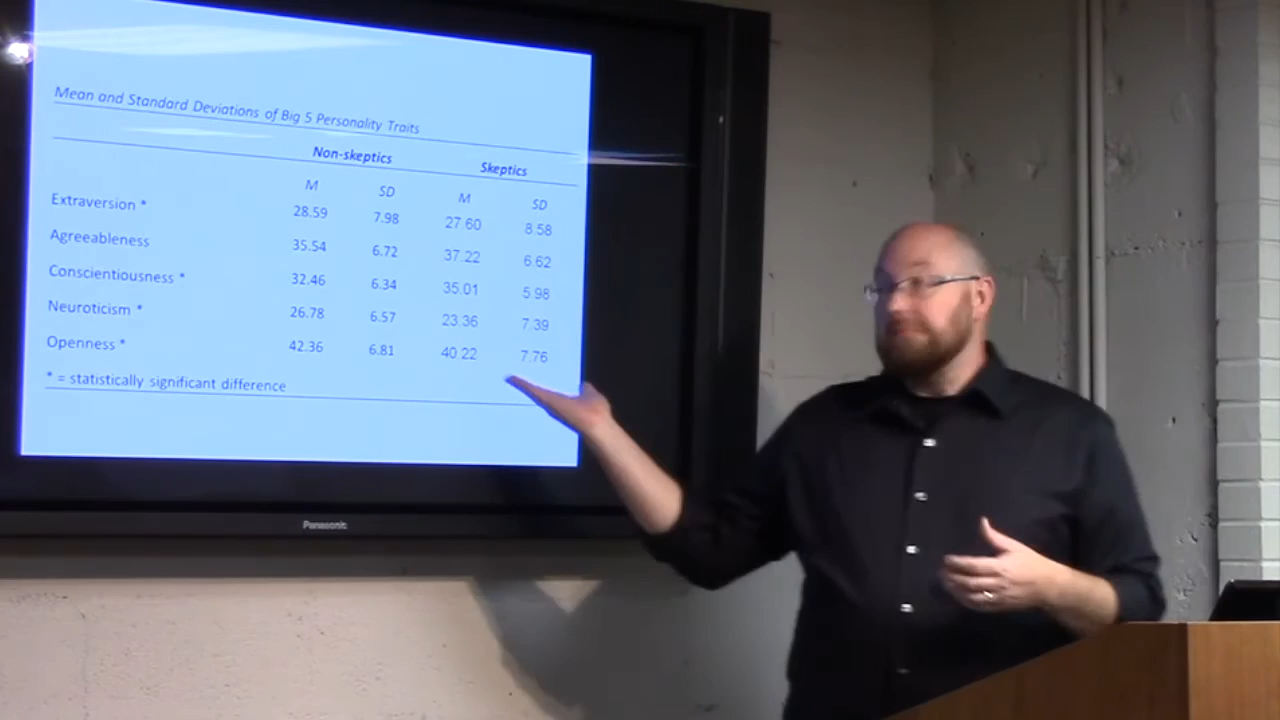 Mean and Standard Deviations of Big 5 Personality Traits
Non-skeptics Skeptics
M SD M SD
Extraversion * 28.59 7.98 27.60 8.58
Agreeableness 35.54 6.72 37.22 6.62
Conscientiousness * 32.46 6.34 35.01 5.98
Neuroticism * 26.78 6.57 23.36 7.39
Openness * 42.36 6.81 40.22 7.76
* = statistically significant difference
Panasonic